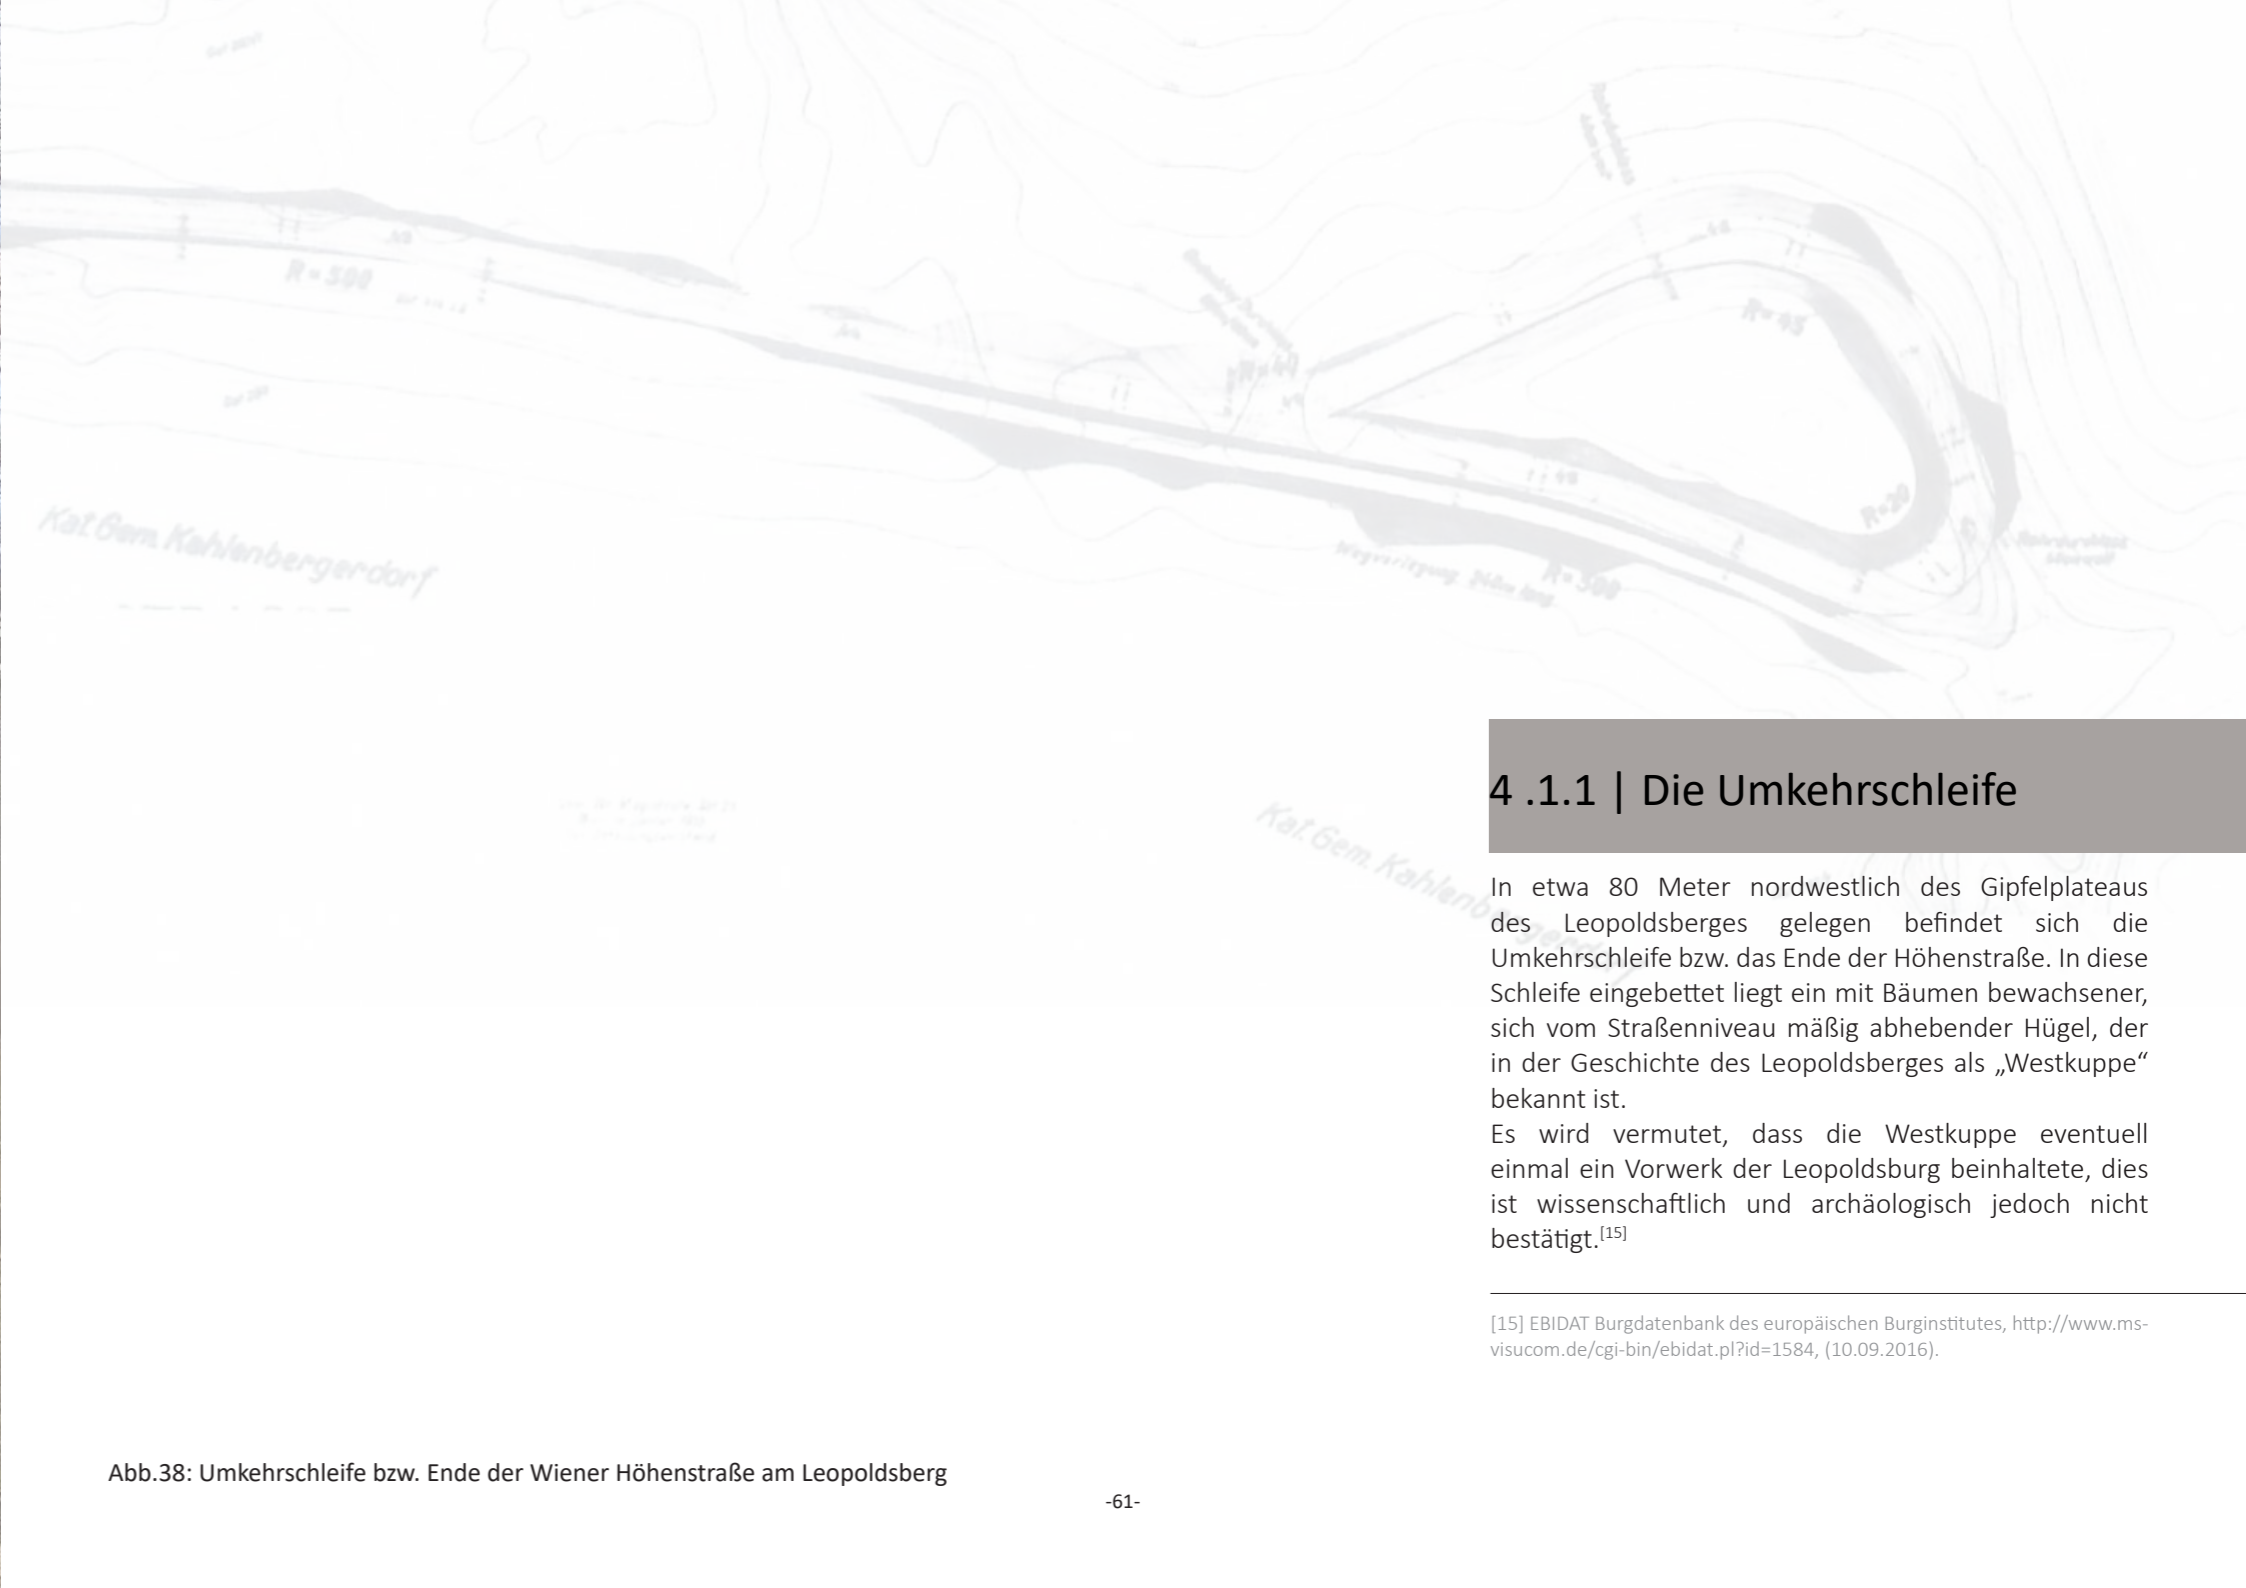 R=500
R=45
R=20
R=500
Kat.Gem.Kahlenbergerdorf
Kat.Gem.Kahlenbergerdorf
4 .1.1 | Die Umkehrschleife
In etwa 80 Meter nordwestlich des Gipfelplateaus
des Leopoldsberges gelegen befindet sich die
Umkehrschleife bzw. das Ende der Höhenstraße. In diese
Schleife eingebettet liegt ein mit Bäumen bewachsener,
sich vom Straßenniveau mäßig abhebender Hügel, der
in der Geschichte des Leopoldsberges als „Westkuppe“
bekannt ist.
Es wird vermutet, dass die Westkuppe eventuell
einmal ein Vorwerk der Leopoldsburg beinhaltete, dies
ist wissenschaftlich und archäologisch jedoch nicht
bestätigt.[15]
[15] EBIDAT Burgdatenbank des europäischen Burginstitutes, http://www.ms-
visucom.de/cgi-bin/ebidat.pl?id=1584, (10.09.2016).
Abb.38: Umkehrschleife bzw. Ende der Wiener Höhenstraße am Leopoldsberg
-61-